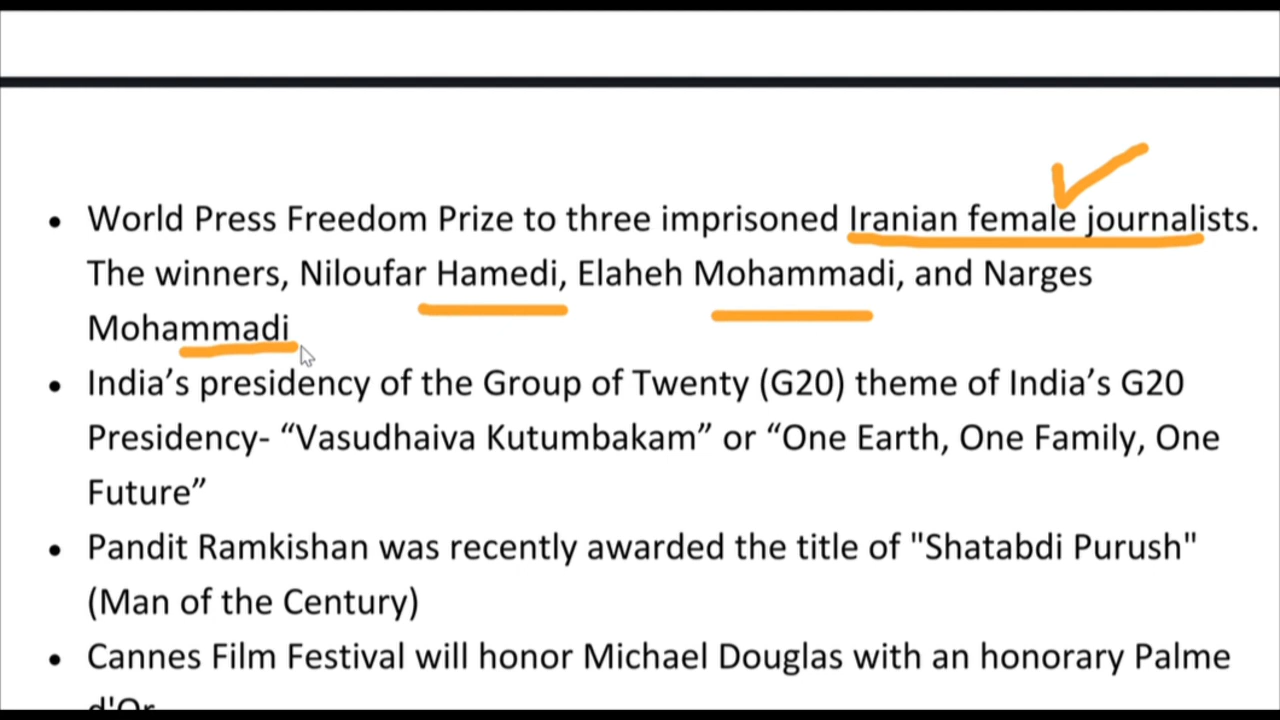 • World Press Freedom Prize to three imprisoned Iranian female journalists.
The winners, Niloufar Hamedi, Elaheh Mohammadi, and Narges
Mohammadi
• India’s presidency of the Group of Twenty (G20) theme of India’s G20
Presidency- “Vasudhaiva Kutumbakam” or “One Earth, One Family, One
Future”
• Pandit Ramkishan was recently awarded the title of "Shatabdi Purush"
(Man of the Century)
• Cannes Film Festival will honor Michael Douglas with an honorary Palme
d'Or